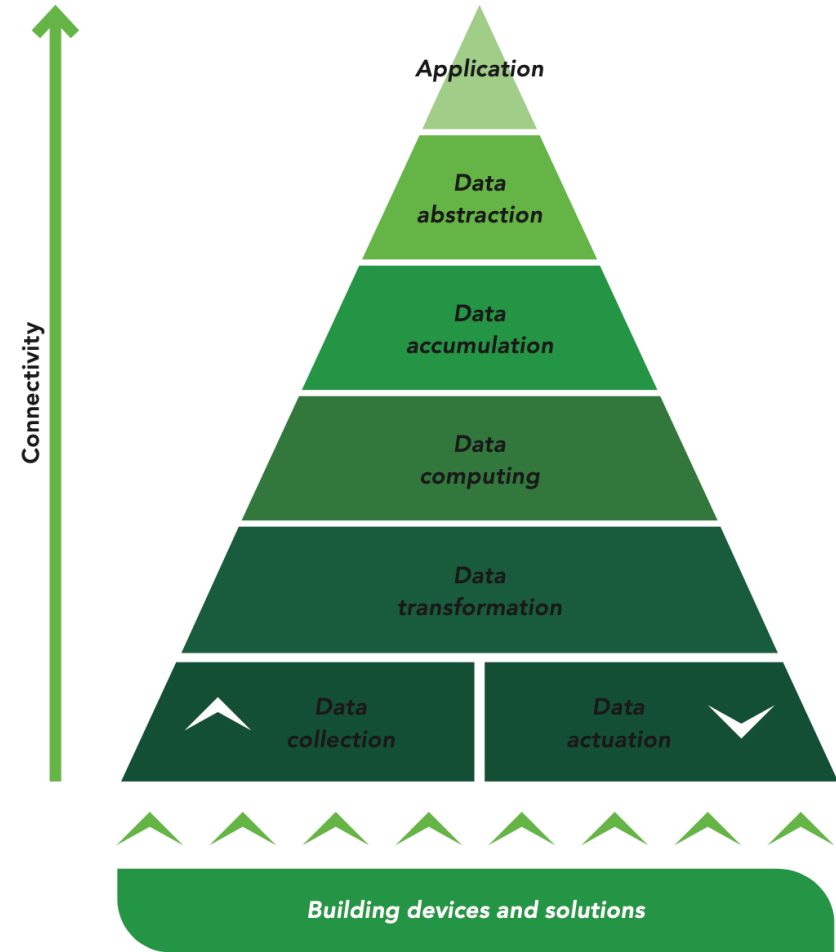 Application
Data
abstraction
Data
accumulation
Connectivity
Data
computing
Data
transformation
Data
collection
Data
actuation
Building devices and solutions